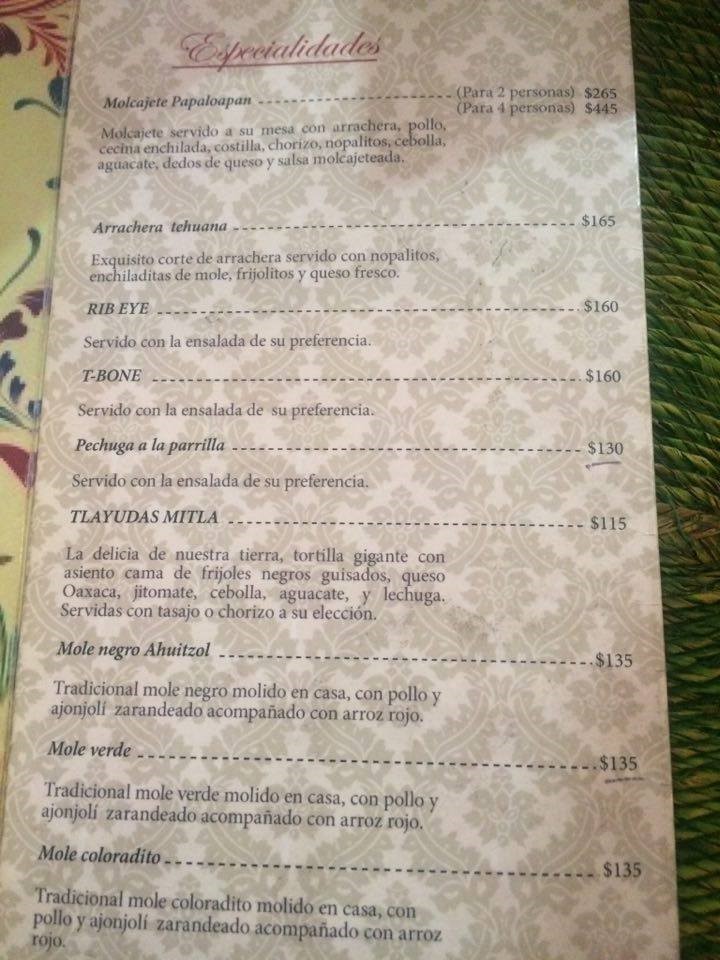 Especialidades
Molcajete Papaloapan ------------------------ (Para 2 personas) $265
(Para 4 personas) $445
Molcajete servido a su mesa con arrachera, pollo,
cecina enchilada, costilla, chorizo, nopalitos, cebolla,
aguacate, dedos de queso y salsa molcajeteada.
Arrachera tehuana ------------------------ $165
Exquisito corte de arrachera servido con nopalitos,
enchiladitas de mole, frijolitos y queso fresco.
RIB EYE ------------------------ $160
Servido con la ensalada de su preferencia.
T-BONE ------------------------ $160
Servido con la ensalada de su preferencia.
Pechuga a la parrilla ------------------------ $130
Servido con la ensalada de su preferencia.
TLAYUDAS MITLA ------------------------ $115
La delicia de nuestra tierra, tortilla gigante con
asiento cama de frijoles negros guisados, queso
Oaxaca, jitomate, cebolla, aguacate, y lechuga.
Servidas con tasajo o chorizo a su elección.
Mole negro Ahuitzol ------------------------ $135
Tradicional mole negro molido en casa, con pollo y
ajonjolí zarandeado acompañado con arroz rojo.
Mole verde ------------------------ $135
Tradicional mole verde molido en casa, con pollo y
ajonjolí zarandeado acompañado con arroz rojo.
Mole coloradito ------------------------ $135
Tradicional mole coloradito molido en casa, con
pollo y ajonjolí zarandeado acompañado con arroz
rojo.